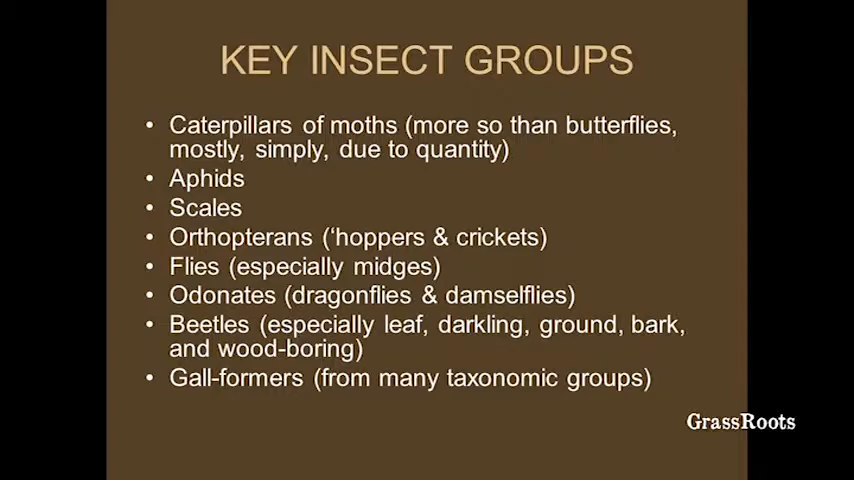 KEY INSECT GROUPS
• Caterpillars of moths (more so than butterflies,
mostly, simply, due to quantity)
• Aphids
• Scales
• Orthopterans (‘hoppers & crickets)
• Flies (especially midges)
• Odonates (dragonflies & damselflies)
• Beetles (especially leaf, darkling, ground, bark,
and wood-boring)
• Gall-formers (from many taxonomic groups)
GrassRoots